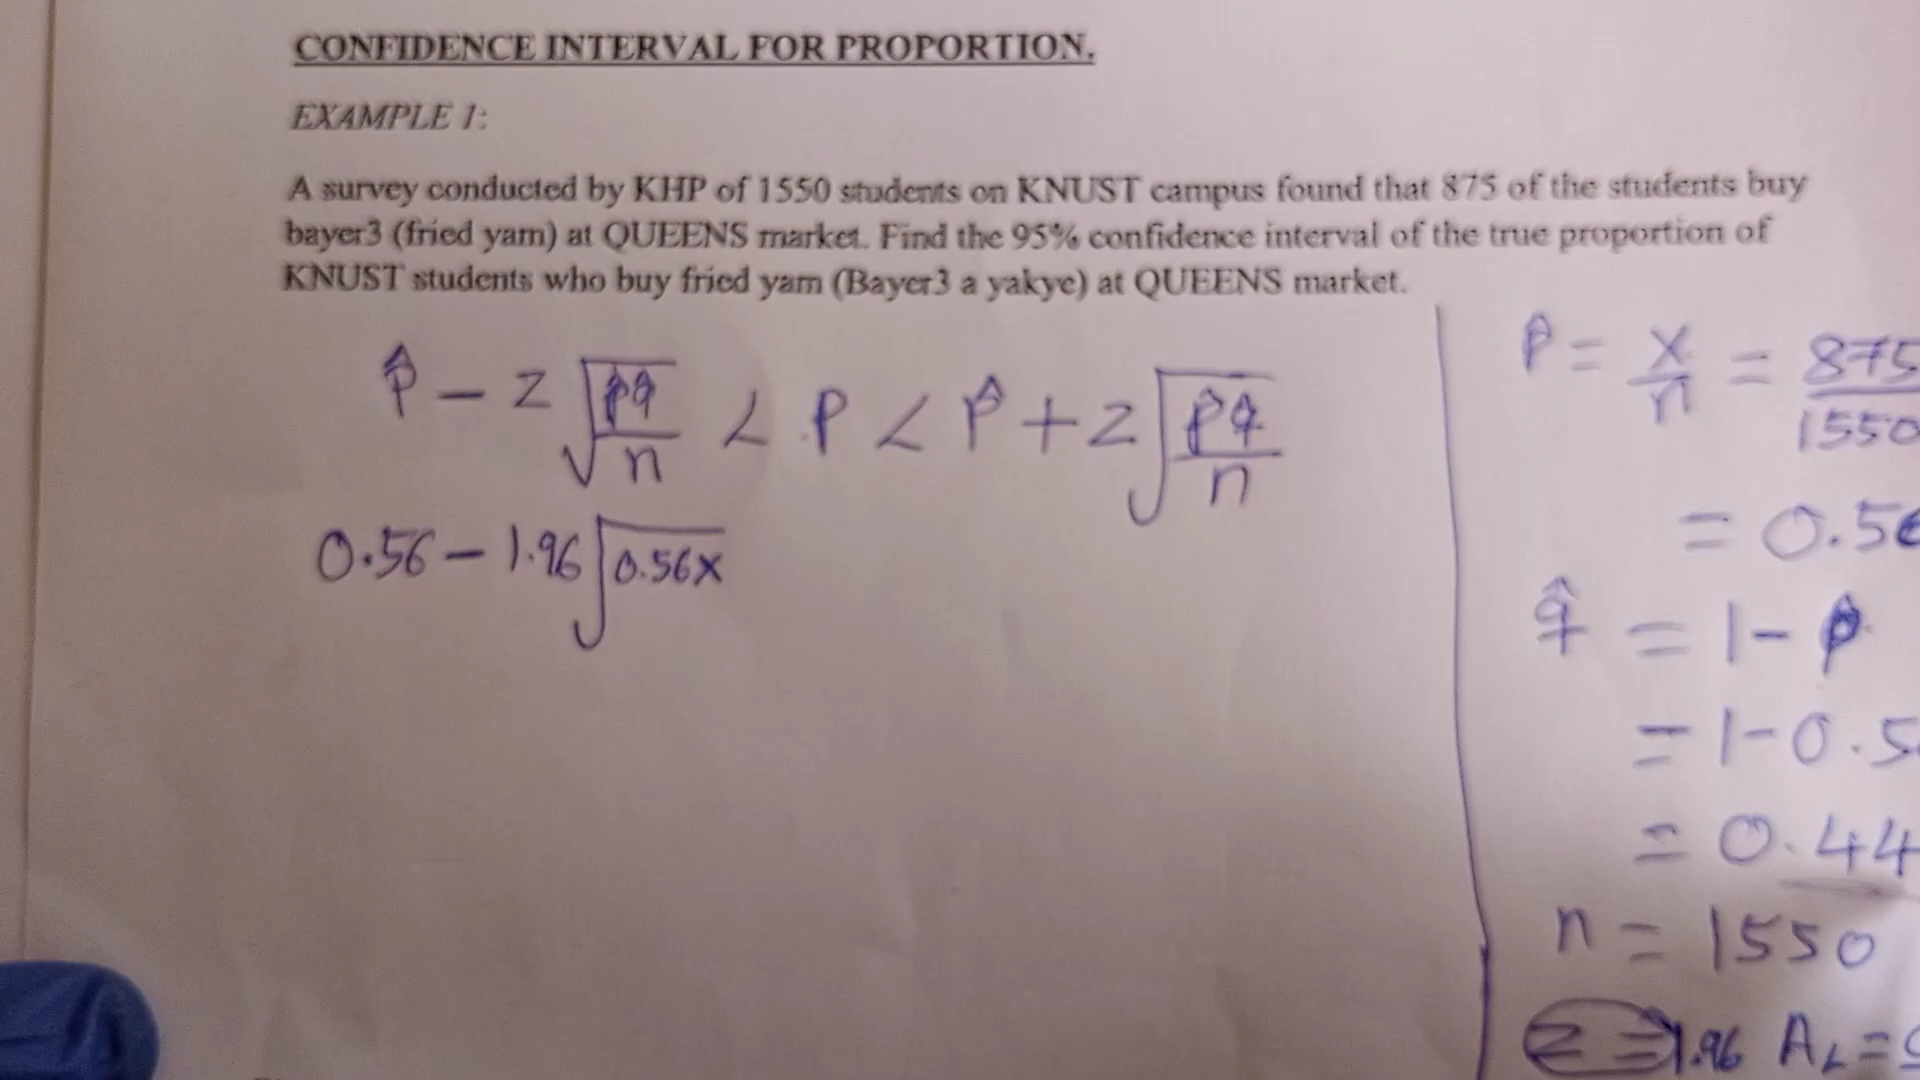 CONFIDENCE INTERVAL FOR PROPORTION.
EXAMPLE 1:
A survey conducted by KHP of 1550 students on KNUST campus found that 875 of the students buy
bayer3 (fried yam) at QUEENS market. Find the 95% confidence interval of the true proportion of
KNUST students who buy fried yam (Bayer3 a yakye) at QUEENS market.
p̂ - z √(p̂q̂/n) < P < p̂ + z √(p̂q̂/n)
0.56 - 1.96 √(0.56x
p̂ = x/n = 875/1550
= 0.56
q̂ = 1 - p̂
= 1 - 0.5
= 0.44
n = 1550
z = 1.96 A_L =